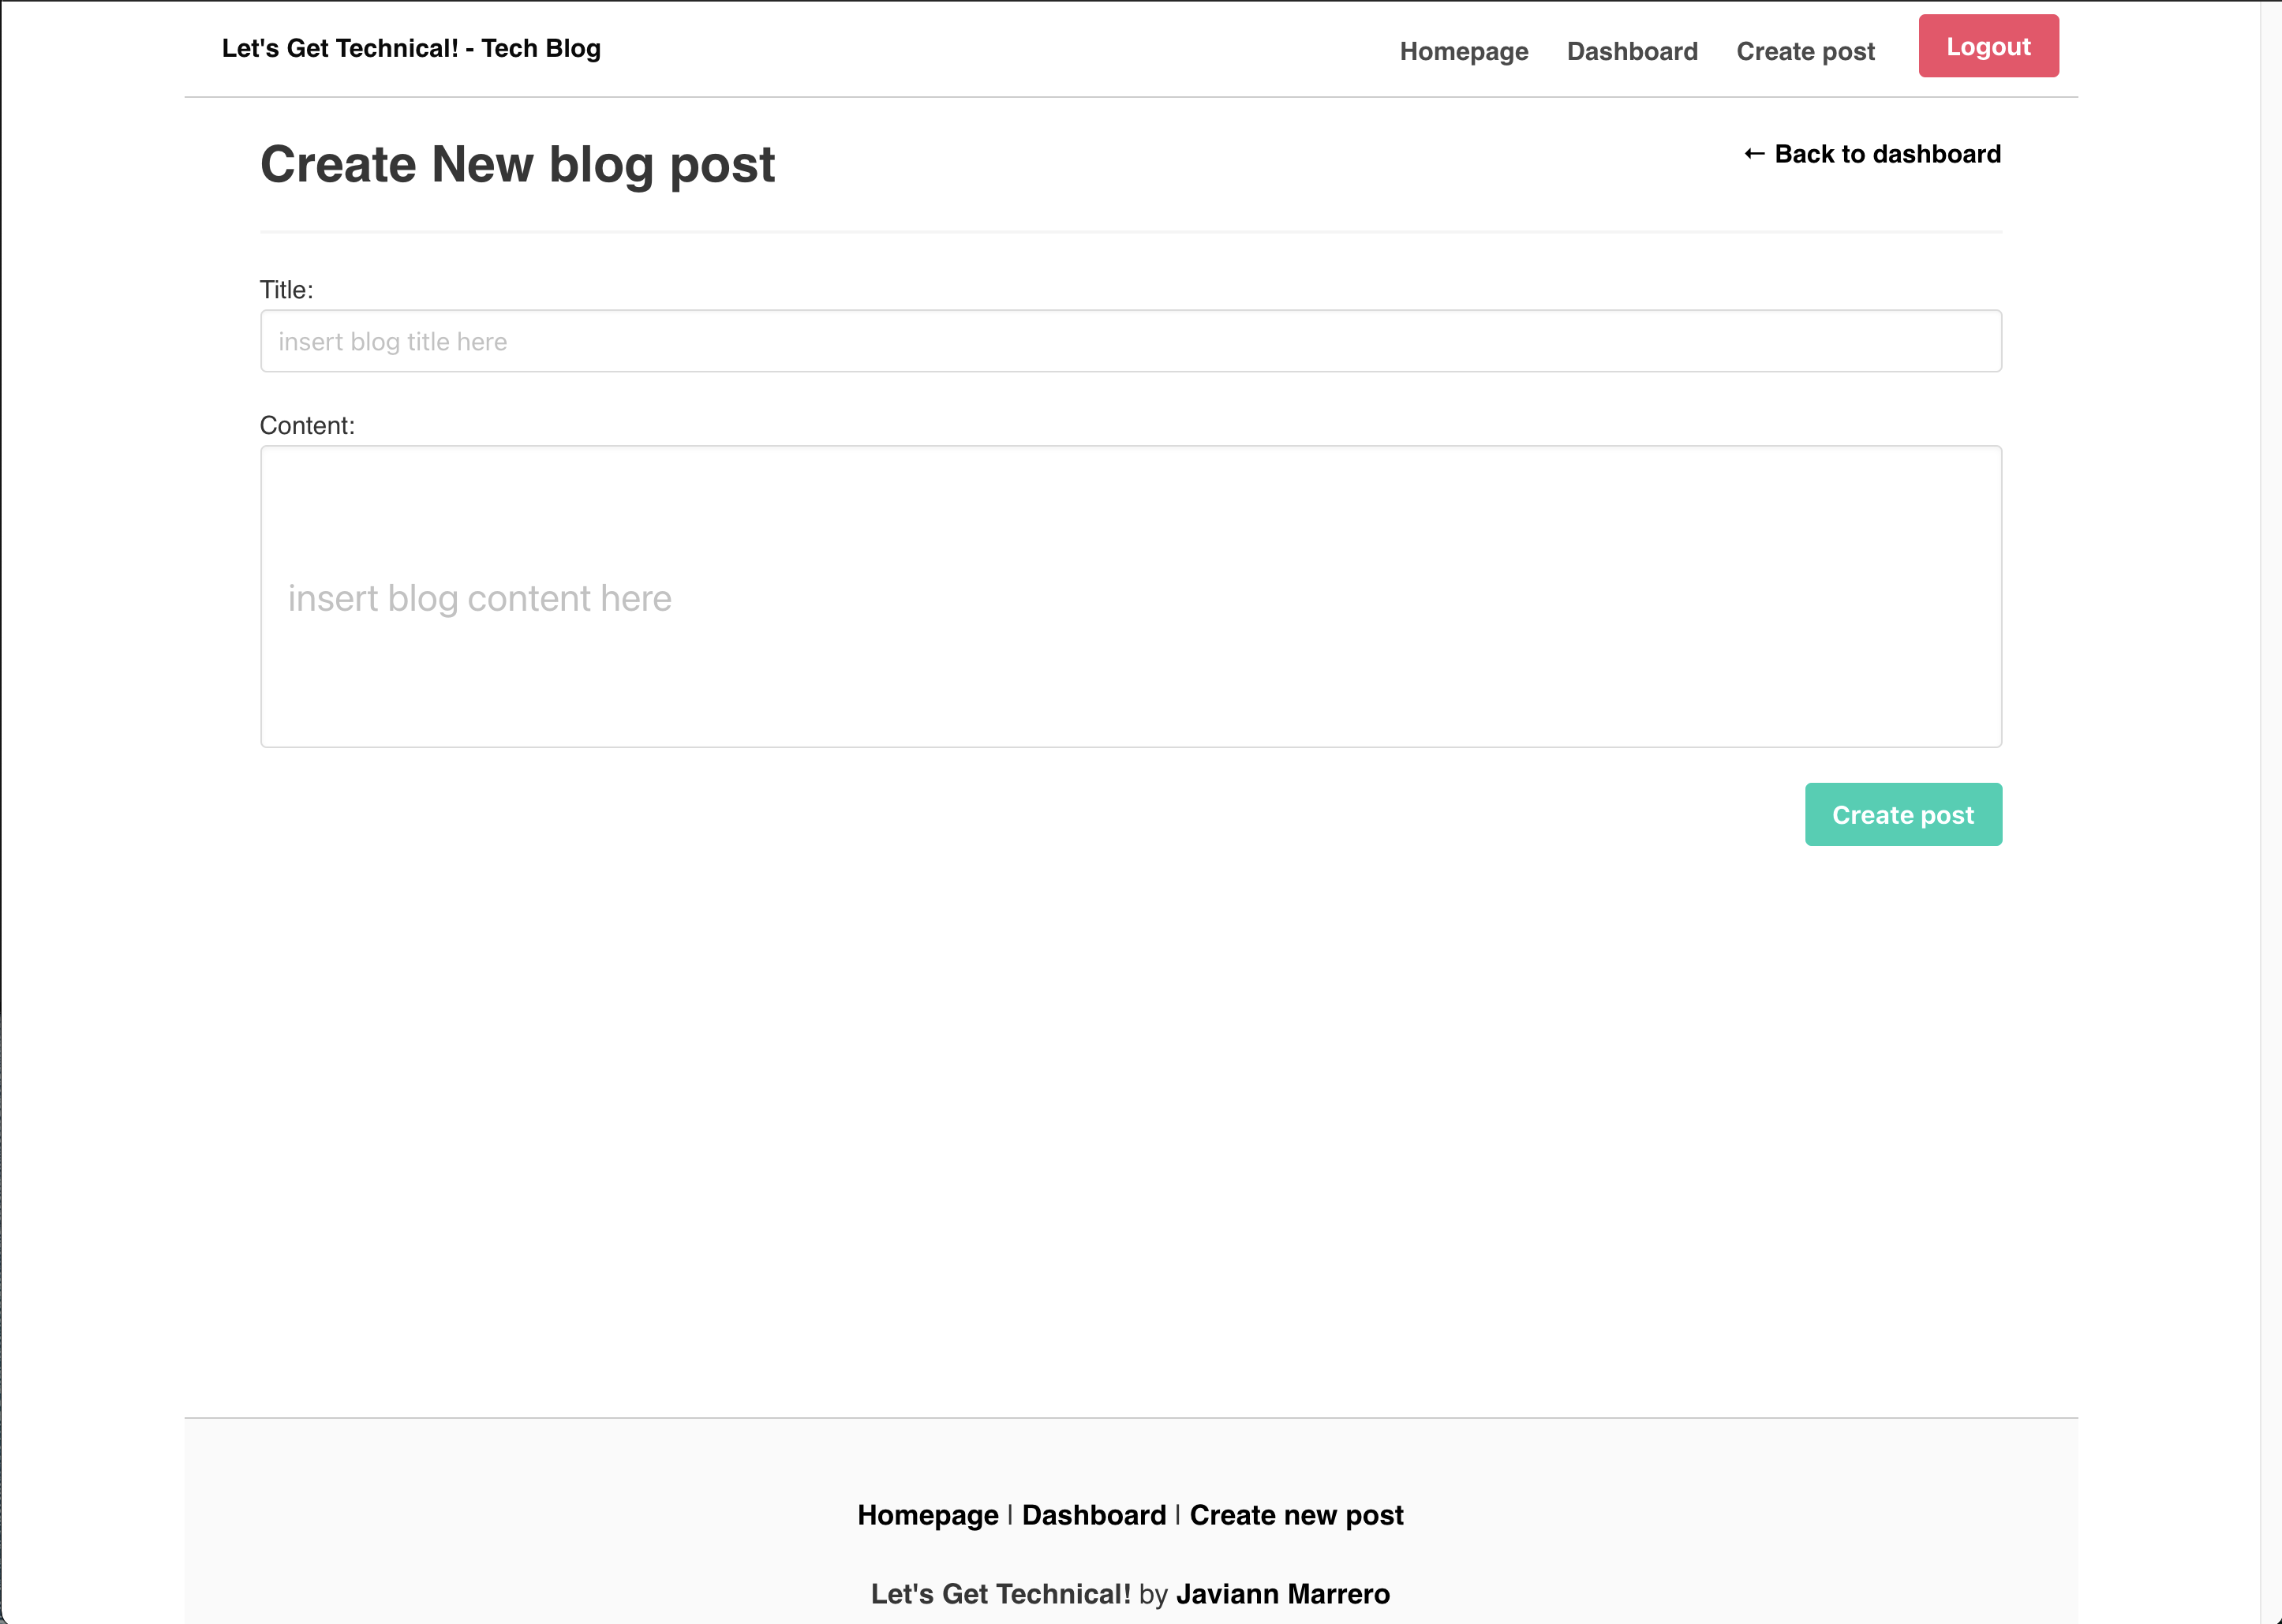 Let's Get Technical! - Tech Blog Homepage Dashboard Create post Logout
Create New blog post ← Back to dashboard
Title:
insert blog title here
Content:
insert blog content here
Create post
Homepage | Dashboard | Create new post
Let's Get Technical! by Javiann Marrero